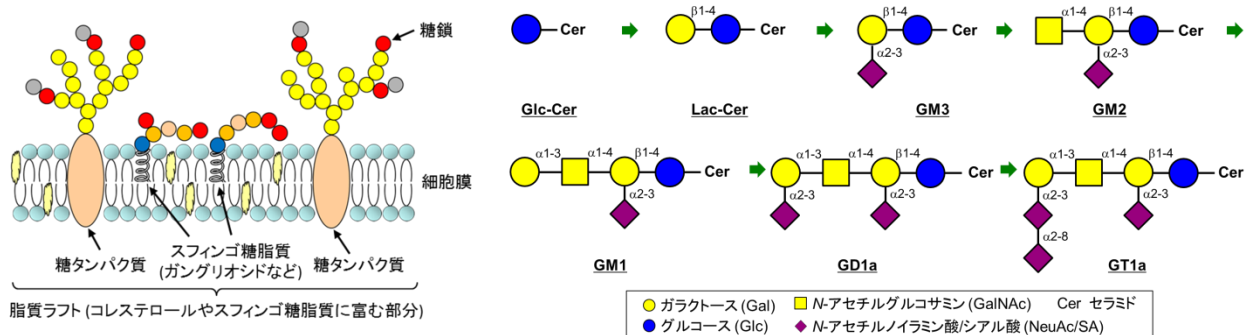 糖鎖
細胞膜
スフィンゴ糖脂質
(ガングリオシドなど)
糖タンパク質
糖タンパク質
脂質ラフト(コレステロールやスフィンゴ糖脂質に富む部分)
Cer
Glc-Cer
β1-4
Cer
Lac-Cer
β1-4
Cer
α2-3
GM3
α1-4
β1-4
Cer
α2-3
GM2
α1-3
α1-4
β1-4
Cer
α2-3
GM1
α1-3
α1-4
β1-4
Cer
α2-3
α2-3
GD1a
α1-3
α1-4
β1-4
Cer
α2-3
α2-3
α2-8
GT1a
ガラクトース(Gal) N-アセチルグルコサミン(GalNAc) Cer セラミド
グルコース(Glc) N-アセチルノイラミン酸/シアル酸(NeuAc/SA)